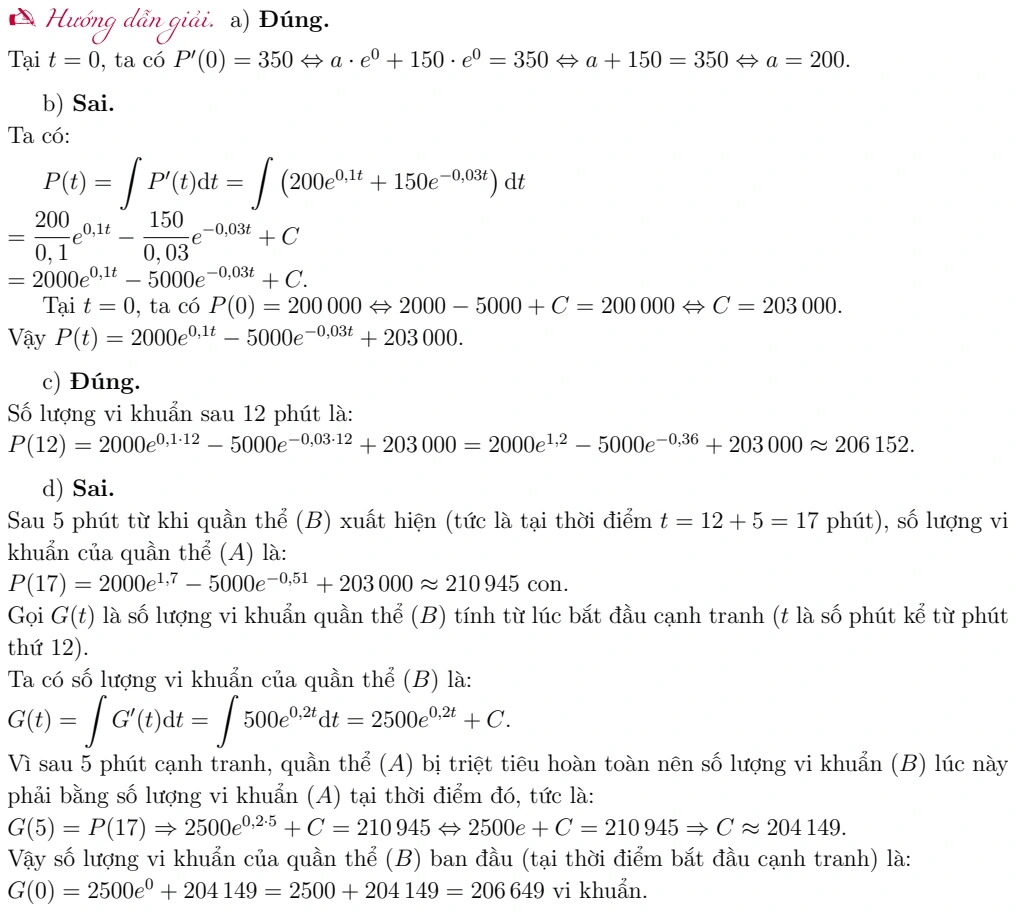 Hướng dẫn giải. a) Đúng.
Tại t = 0, ta có P′(0) = 350 ⇔ a · e^0 + 150 · e^0 = 350 ⇔ a + 150 = 350 ⇔ a = 200.
b) Sai.
Ta có:
P(t) = ∫ P′(t)dt = ∫ (200e^{0,1t} + 150e^{−0,03t}) dt
= \frac{200}{0,1}e^{0,1t} − \frac{150}{0,03}e^{−0,03t} + C
= 2000e^{0,1t} − 5000e^{−0,03t} + C.
Tại t = 0, ta có P(0) = 200 000 ⇔ 2000 − 5000 + C = 200 000 ⇔ C = 203 000.
Vậy P(t) = 2000e^{0,1t} − 5000e^{−0,03t} + 203 000.
c) Đúng.
Số lượng vi khuẩn sau 12 phút là:
P(12) = 2000e^{0,1·12} − 5000e^{−0,03·12} + 203 000 = 2000e^{1,2} − 5000e^{−0,36} + 203 000 ≈ 206 152.
d) Sai.
Sau 5 phút từ khi quần thể (B) xuất hiện (tức là tại thời điểm t = 12 + 5 = 17 phút), số lượng vi
khuẩn của quần thể (A) là:
P(17) = 2000e^{1,7} − 5000e^{−0,51} + 203 000 ≈ 210 945 con.
Gọi G(t) là số lượng vi khuẩn quần thể (B) tính từ lúc bắt đầu cạnh tranh (t là số phút kể từ phút
thứ 12).
Ta có số lượng vi khuẩn của quần thể (B) là:
G(t) = ∫ G′(t)dt = ∫ 500e^{0,2t}dt = 2500e^{0,2t} + C.
Vì sau 5 phút cạnh tranh, quần thể (A) bị triệt tiêu hoàn toàn nên số lượng vi khuẩn (B) lúc này
phải bằng số lượng vi khuẩn (A) tại thời điểm đó, tức là:
G(5) = P(17) ⇒ 2500e^{0,2·5} + C = 210 945 ⇔ 2500e + C = 210 945 ⇒ C ≈ 204 149.
Vậy số lượng vi khuẩn của quần thể (B) ban đầu (tại thời điểm bắt đầu cạnh tranh) là:
G(0) = 2500e^0 + 204 149 = 2500 + 204 149 = 206 649 vi khuẩn.